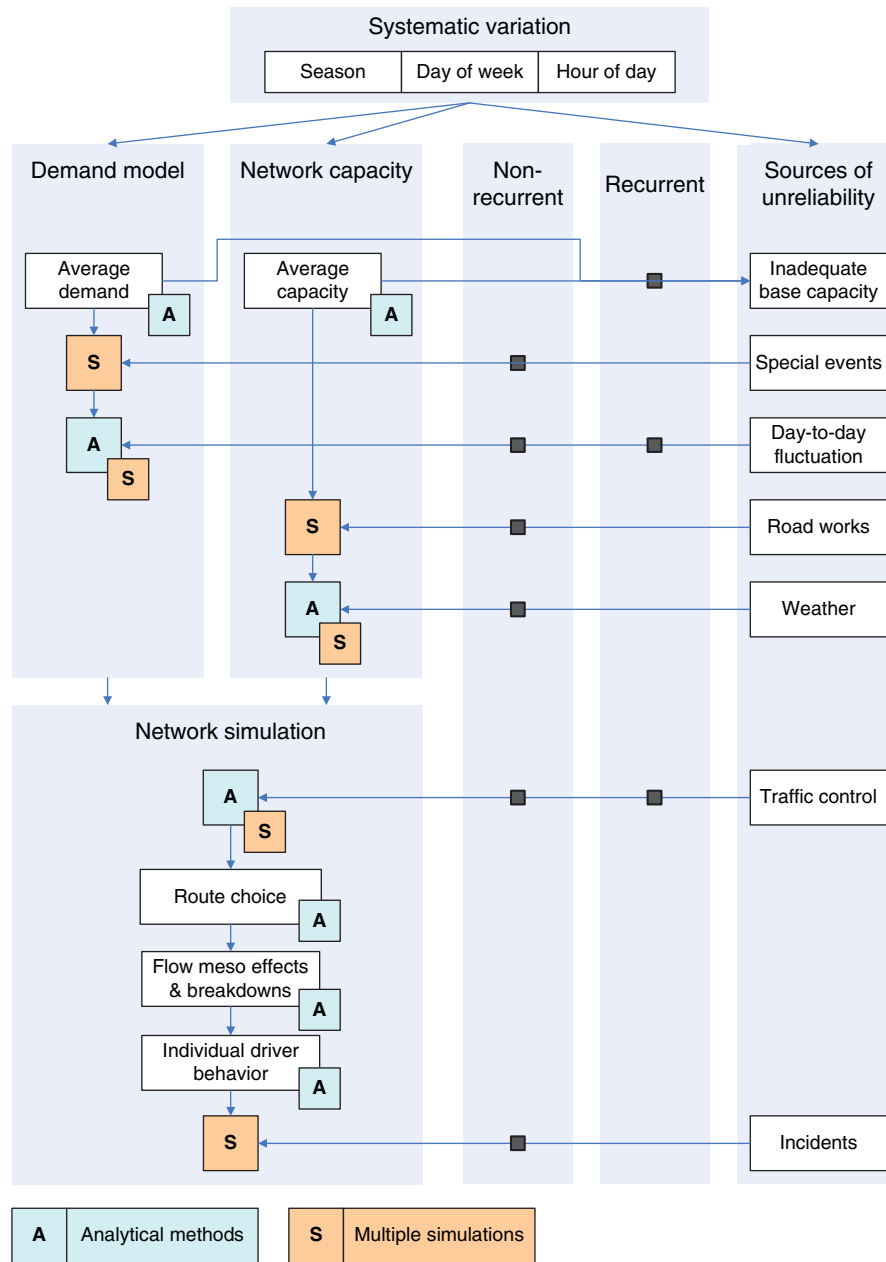 Systematic variation
Season
Day of week
Hour of day
Demand model
Network capacity
Non-
recurrent
Recurrent
Sources of
unreliability
Average
demand
A
Average
capacity
A
Inadequate
base capacity
S
Special events
A
S
Day-to-day
fluctuation
S
Road works
A
S
Weather
Network simulation
A
S
Traffic control
Route choice
A
Flow meso effects
& breakdowns
A
Individual driver
behavior
A
S
Incidents
A
Analytical methods
S
Multiple simulations